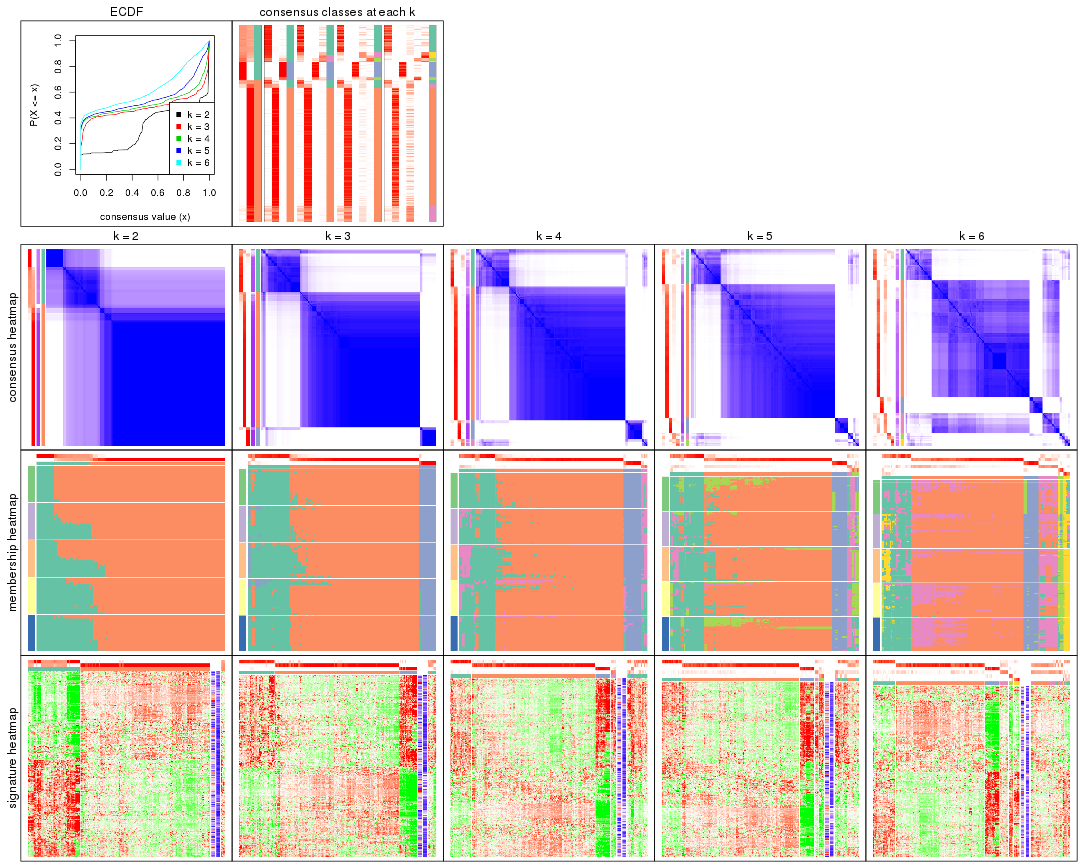 ECDF
consensus classes at each k
P(X <= x)
0.0 0.2 0.4 0.6 0.8 1.0
k = 2
k = 3
k = 4
k = 5
k = 6
0.0 0.2 0.4 0.6 0.8 1.0
consensus value (x)
k = 2 k = 3 k = 4 k = 5 k = 6
consensus heatmap
membership heatmap
signature heatmap